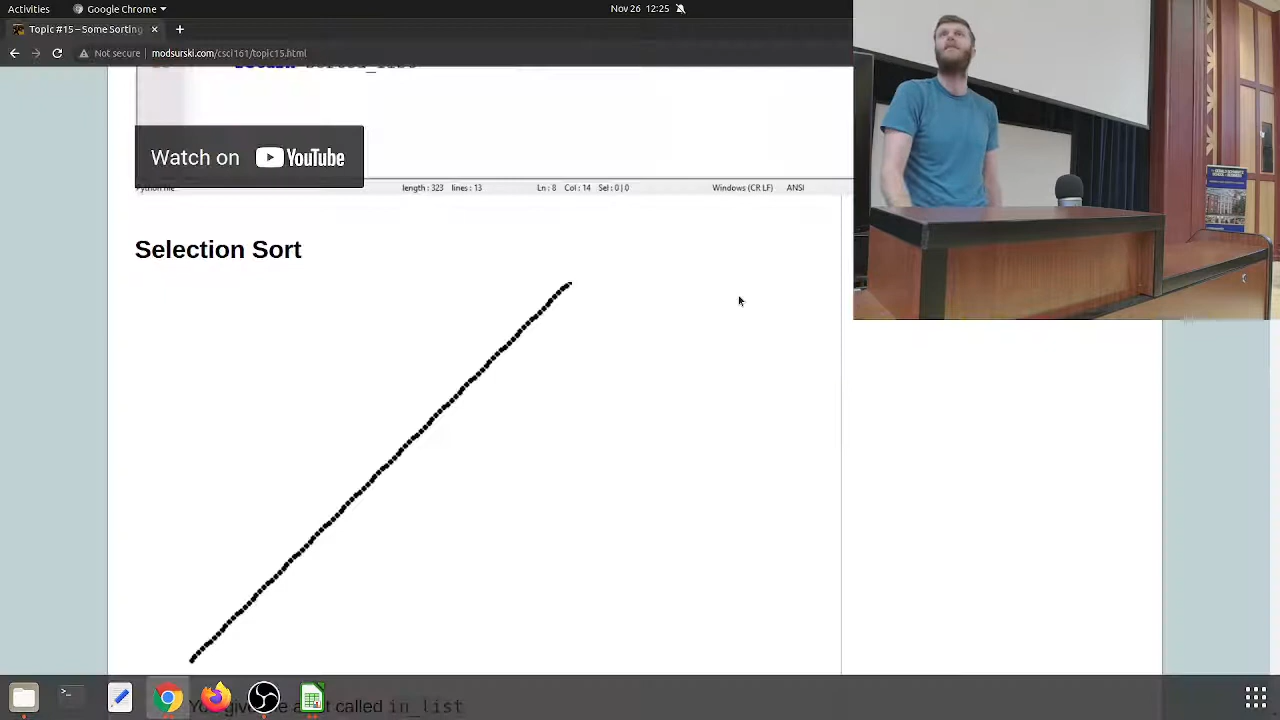 Activities
Google Chrome
Nov 26 12:25
Topic #15 – Some Sorting
Not secure
modsurski.com/csci161/topic15.html
Watch on YouTube
length : 323 lines : 13
Ln : 8 Col : 14 Sel : 0 | 0
Windows (CR LF)
ANSI
Selection Sort
called in_list